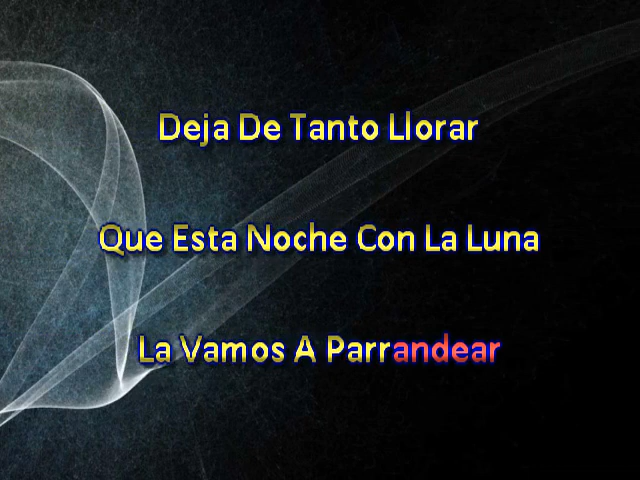 Deja De Tanto Llorar
Que Esta Noche Con La Luna
La Vamos A Parrandear